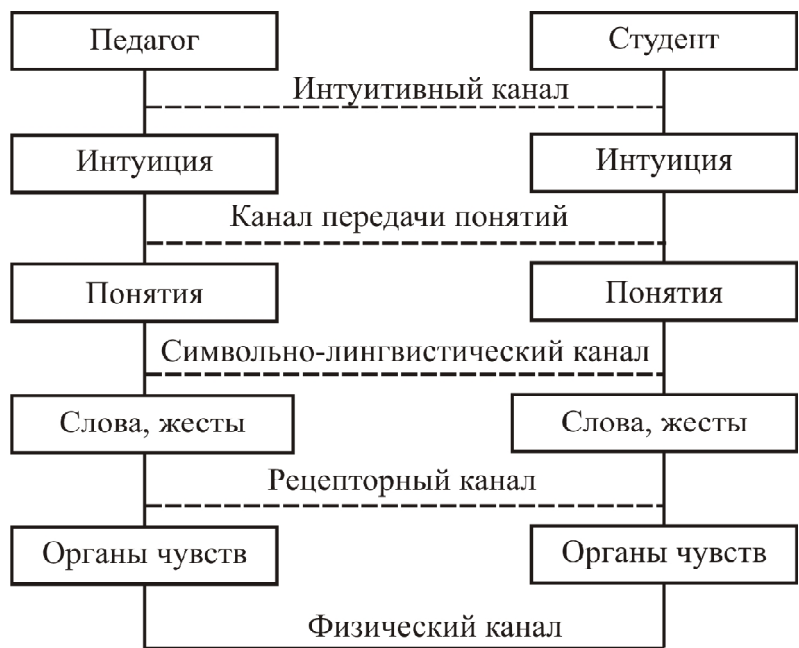 Педагог
Студент
Интуитивный канал
Интуиция
Интуиция
Канал передачи понятий
Понятия
Понятия
Символьно-лингвистический канал
Слова, жесты
Слова, жесты
Рецепторный канал
Органы чувств
Органы чувств
Физический канал